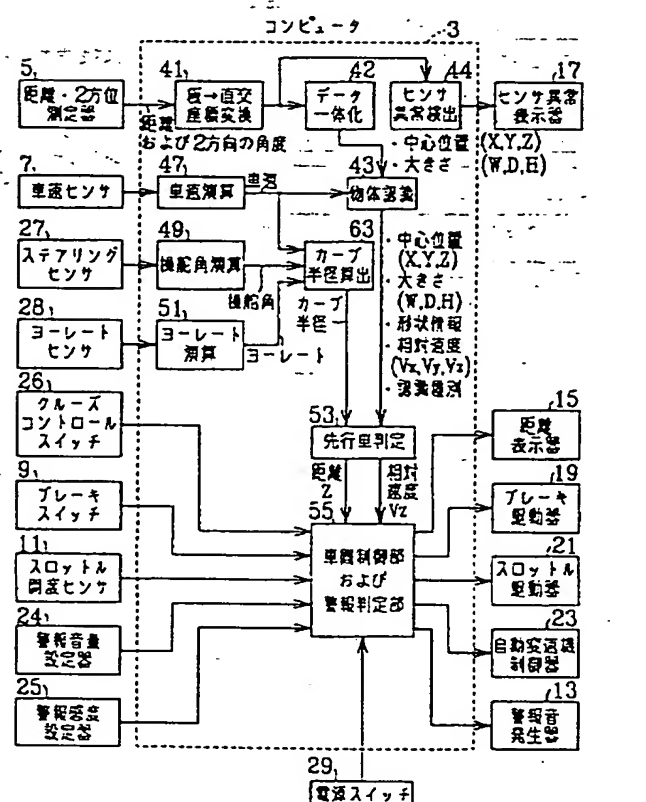 コンピュータ
3
5
距離・2方位
測定器
41
極→直交
座標変換
距離
および2方向の角度
42
データ
一体化
44
センサ
異常検出
17
センサ異常
表示器
・中心位置 (X,Y,Z)
・大きさ (W,D,H)
7
車速センサ
47
車速演算
車速
43
物体認識
27
ステアリング
センサ
49
操舵角演算
操舵角
63
カーブ
半径算出
カーブ
半径
28
ヨーレート
センサ
51
ヨーレート
演算
ヨーレート
・中心位置
(X,Y,Z)
・大きさ
(W,D,H)
・形状情報
・相対速度
(Vx,Vy,Vz)
・認識種別
26
クルーズ
コントロール
スイッチ
53
先行車判定
距離
Z
相対
速度
Vz
15
距離
表示器
9
ブレーキ
スイッチ
55
車間制御部
および
警報判定部
19
ブレーキ
駆動器
11
スロットル
開度センサ
21
スロットル
駆動器
24
警報音量
設定器
23
自動変速機
制御器
25
警報感度
設定器
13
警報音
発生器
29
電源スイッチ